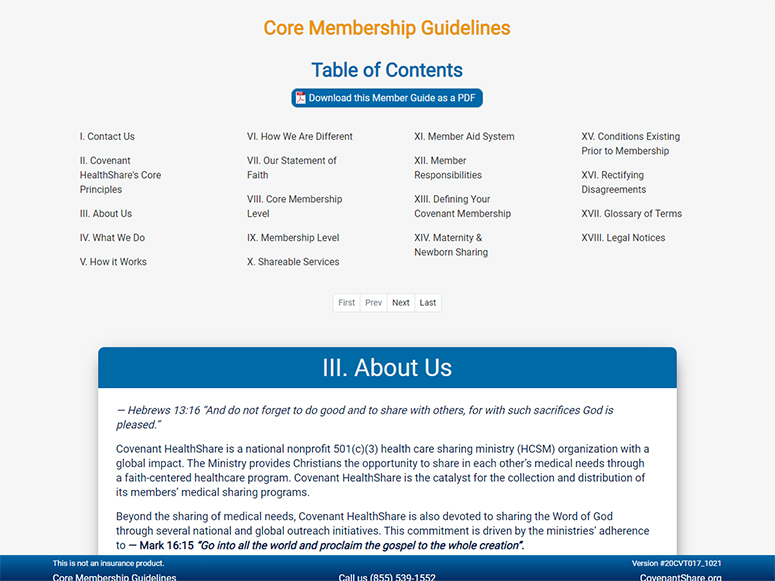 Core Membership Guidelines
Table of Contents
Download this Member Guide as a PDF
I. Contact Us
II. Covenant
HealthShare's Core
Principles
III. About Us
IV. What We Do
V. How it Works
VI. How We Are Different
VII. Our Statement of
Faith
VIII. Core Membership
Level
IX. Membership Level
X. Shareable Services
XI. Member Aid System
XII. Member
Responsibilities
XIII. Defining Your
Covenant Membership
XIV. Maternity &
Newborn Sharing
XV. Conditions Existing
Prior to Membership
XVI. Rectifying
Disagreements
XVII. Glossary of Terms
XVIII. Legal Notices
First Prev Next Last
III. About Us
— Hebrews 13:16 “And do not forget to do good and to share with others, for with such sacrifices God is
pleased.”
Covenant HealthShare is a national nonprofit 501(c)(3) health care sharing ministry (HCSM) organization with a
global impact. The Ministry provides Christians the opportunity to share in each other’s medical needs through
a faith-centered healthcare program. Covenant HealthShare is the catalyst for the collection and distribution of
its members’ medical sharing programs.
Beyond the sharing of medical needs, Covenant HealthShare is also devoted to sharing the Word of God
through several national and global outreach initiatives. This commitment is driven by the ministries’ adherence
to — Mark 16:15 “Go into all the world and proclaim the gospel to the whole creation”.
This is not an insurance product. Version #20CVT017_1021
Core Membership Guidelines Call us (855) 539-1552 CovenantShare.org